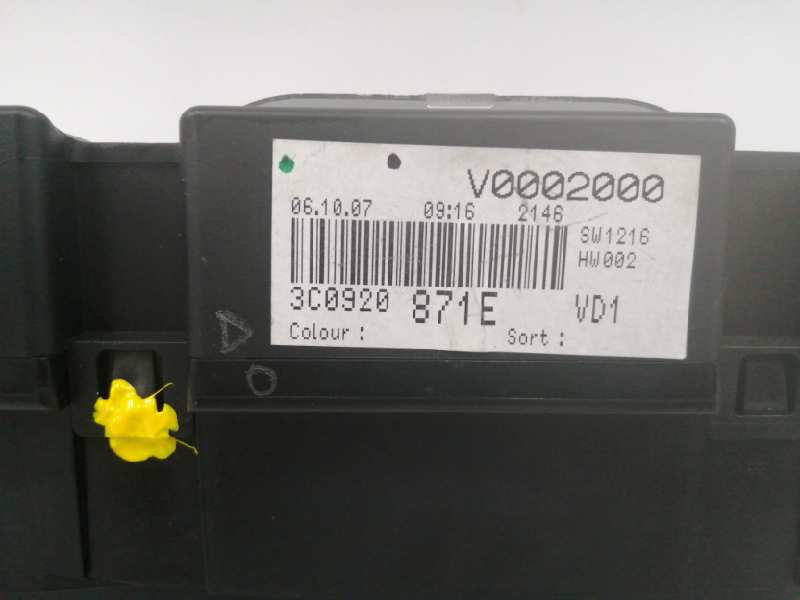 V0002000
06.10.07 09:16 2146
SW1216
HW002
3C0920 871E VD1
Colour : Sort :